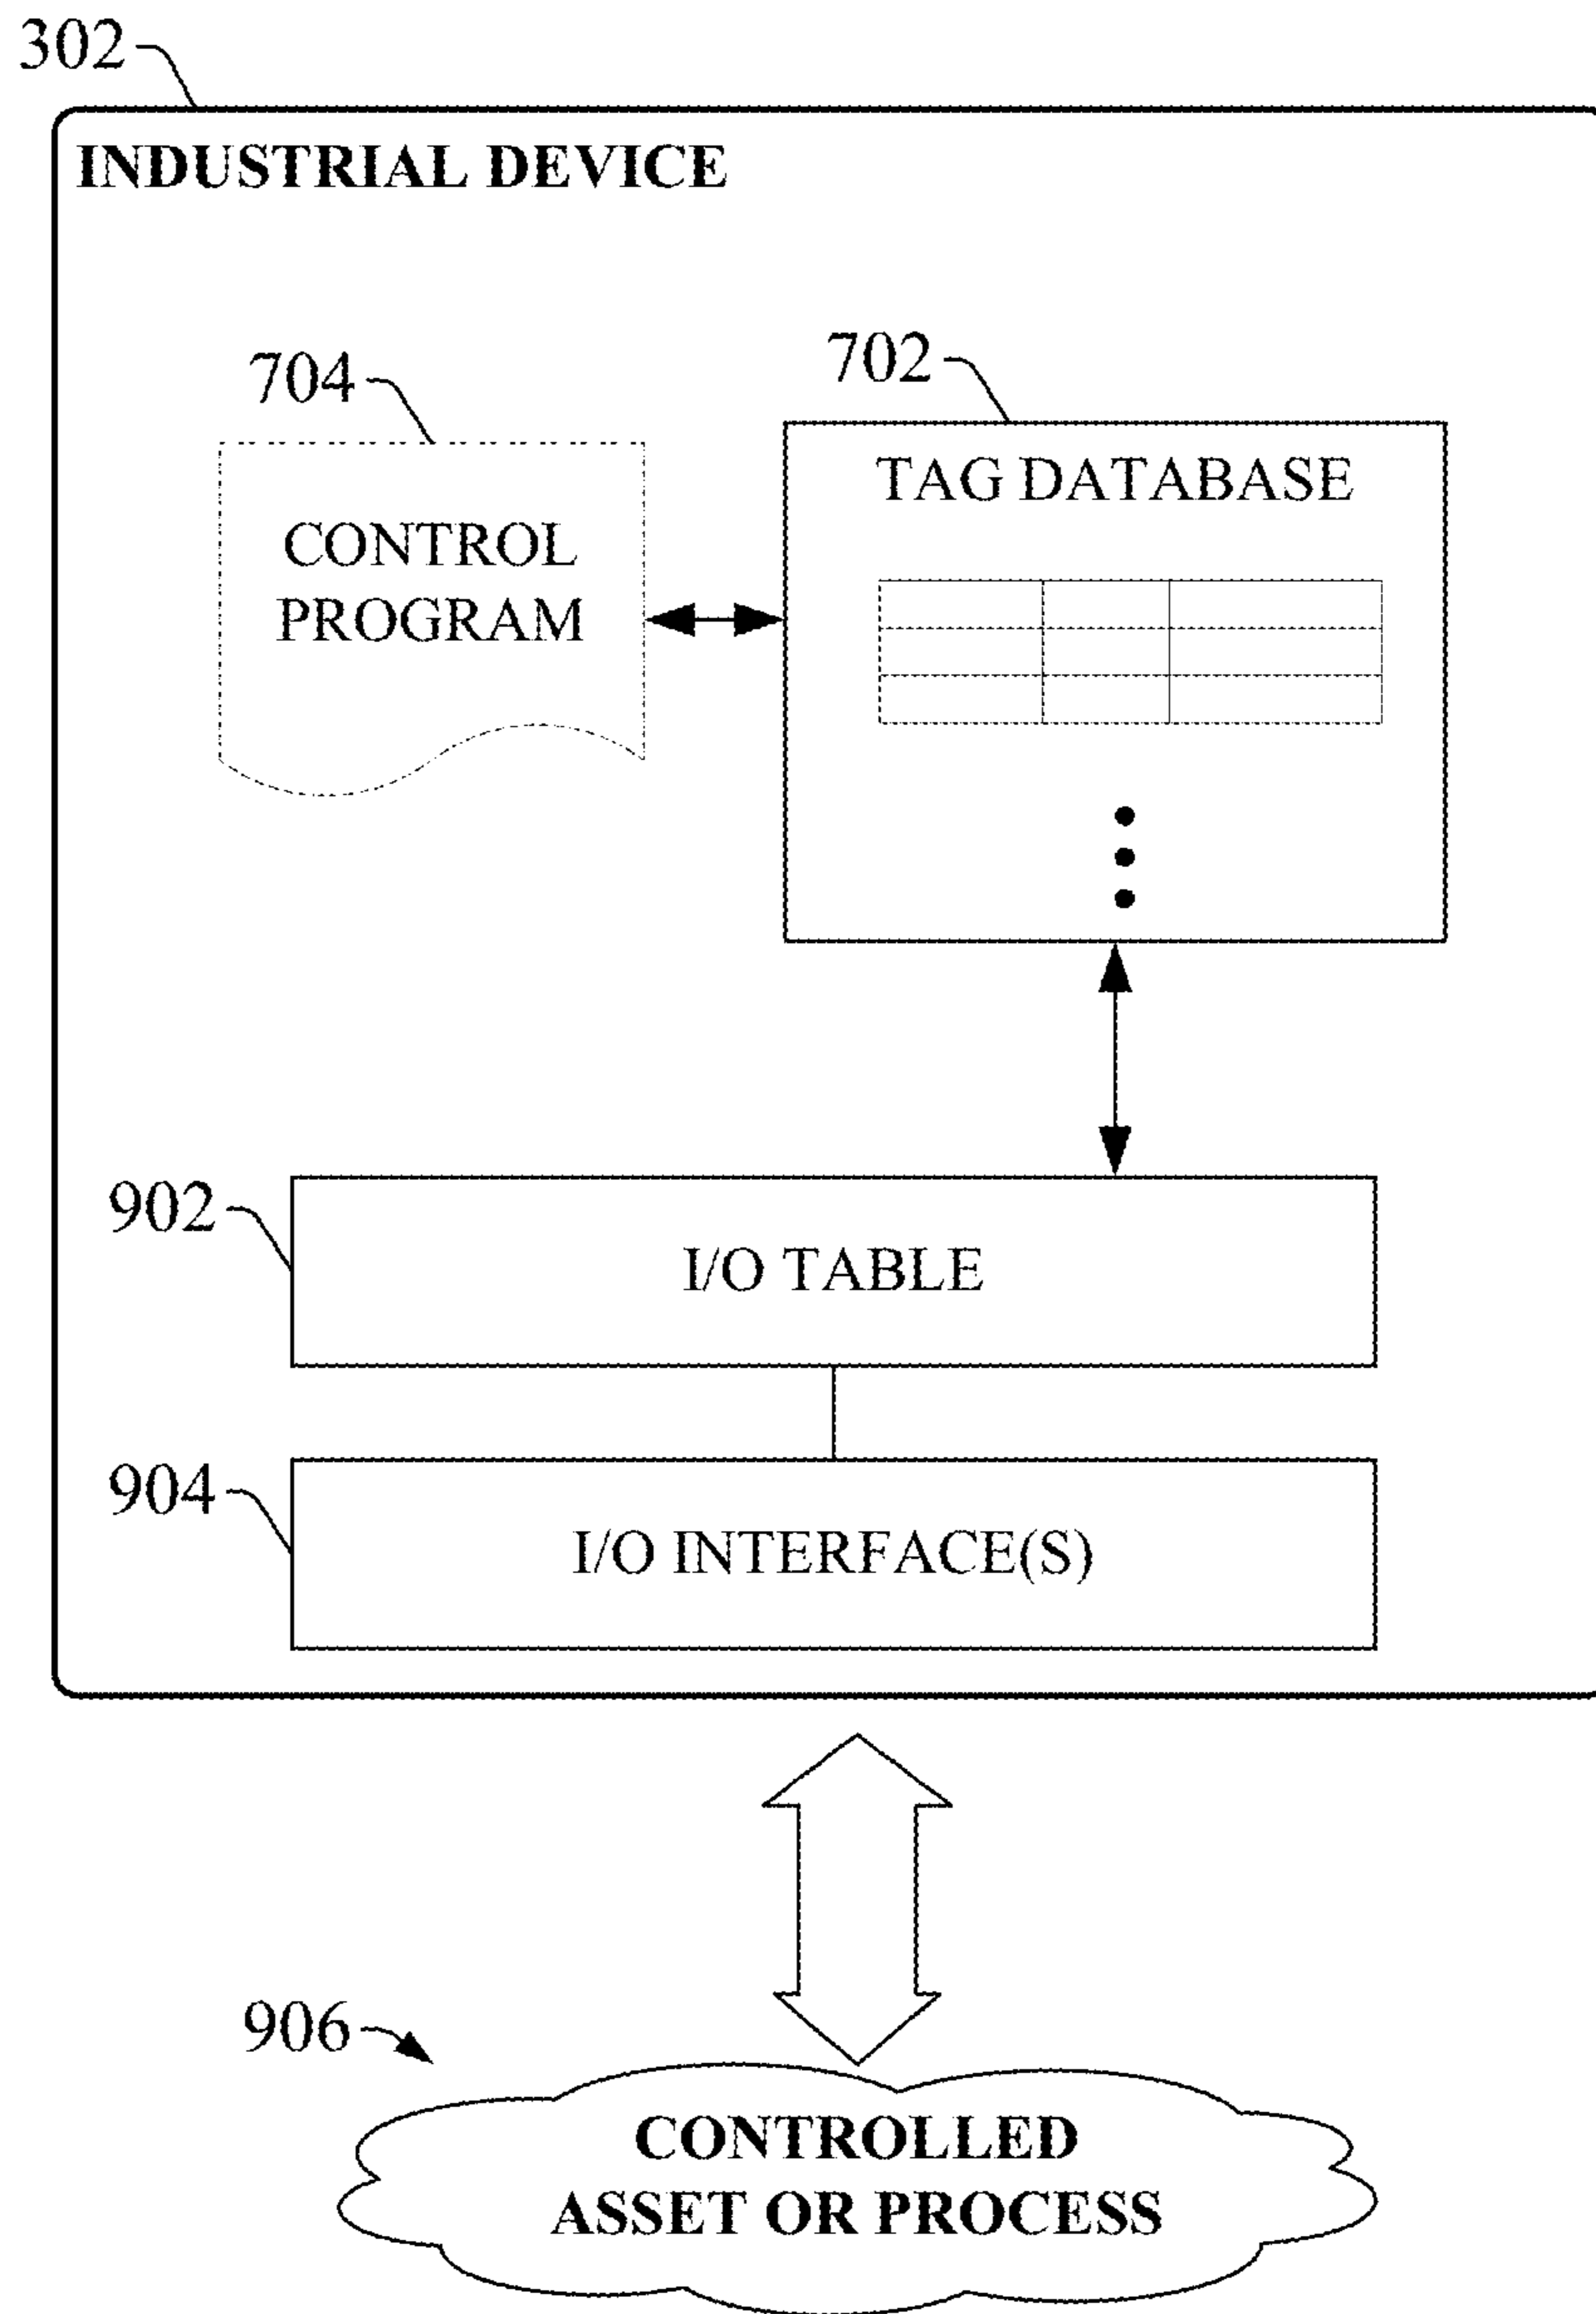 302
INDUSTRIAL DEVICE
704
702
CONTROL
PROGRAM
TAG DATABASE
902
I/O TABLE
904
I/O INTERFACE(S)
906
CONTROLLED
ASSET OR PROCESS